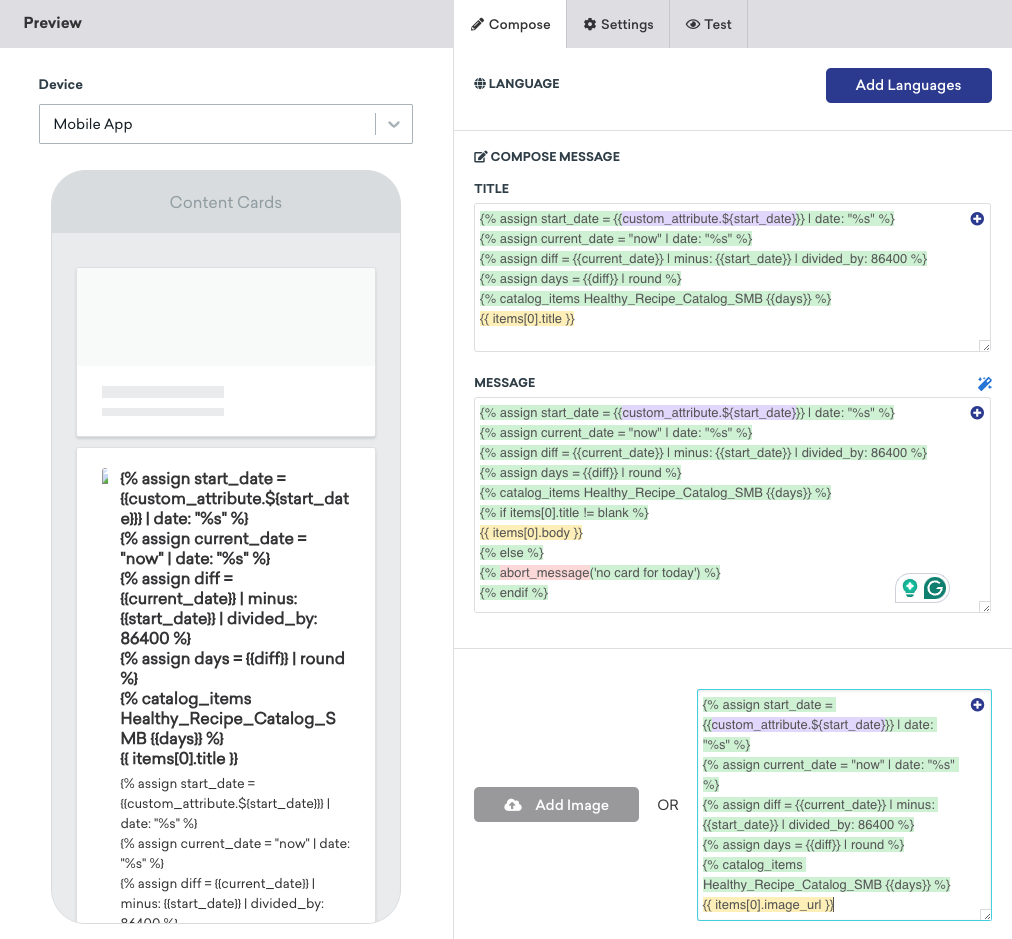 Preview
Device
Mobile App
Content Cards
{% assign start_date =
{{custom_attribute.${start_dat
e}}} | date: "%s" %}
{% assign current_date =
"now" | date: "%s" %}
{% assign diff =
{{current_date}} | minus:
{{start_date}} | divided_by:
86400 %}
{% assign days = {{diff}} | round
%}
{% catalog_items
Healthy_Recipe_Catalog_S
MB {{days}} %}
{{ items[0].title }}
{% assign start_date =
{{custom_attribute.${start_date}}} |
date: "%s" %}
{% assign current_date = "now" | date:
"%s" %}
{% assign diff = {{current_date}} |
minus: {{start_date}} | divided_by:
86400 %}
Compose
Settings
Test
LANGUAGE
Add Languages
COMPOSE MESSAGE
TITLE
{% assign start_date = {{custom_attribute.${start_date}}} | date: "%s" %}
{% assign current_date = "now" | date: "%s" %}
{% assign diff = {{current_date}} | minus: {{start_date}} | divided_by: 86400 %}
{% assign days = {{diff}} | round %}
{% catalog_items Healthy_Recipe_Catalog_SMB {{days}} %}
{{ items[0].title }}
MESSAGE
{% assign start_date = {{custom_attribute.${start_date}}} | date: "%s" %}
{% assign current_date = "now" | date: "%s" %}
{% assign diff = {{current_date}} | minus: {{start_date}} | divided_by: 86400 %}
{% assign days = {{diff}} | round %}
{% catalog_items Healthy_Recipe_Catalog_SMB {{days}} %}
{% if items[0].title != blank %}
{{ items[0].body }}
{% else %}
{% abort_message('no card for today') %}
{% endif %}
Add Image
OR
{% assign start_date =
{{custom_attribute.${start_date}}} | date:
"%s" %}
{% assign current_date = "now" | date: "%s"
%}
{% assign diff = {{current_date}} | minus:
{{start_date}} | divided_by: 86400 %}
{% assign days = {{diff}} | round %}
{% catalog_items
Healthy_Recipe_Catalog_SMB {{days}} %}
{{ items[0].image_url }}